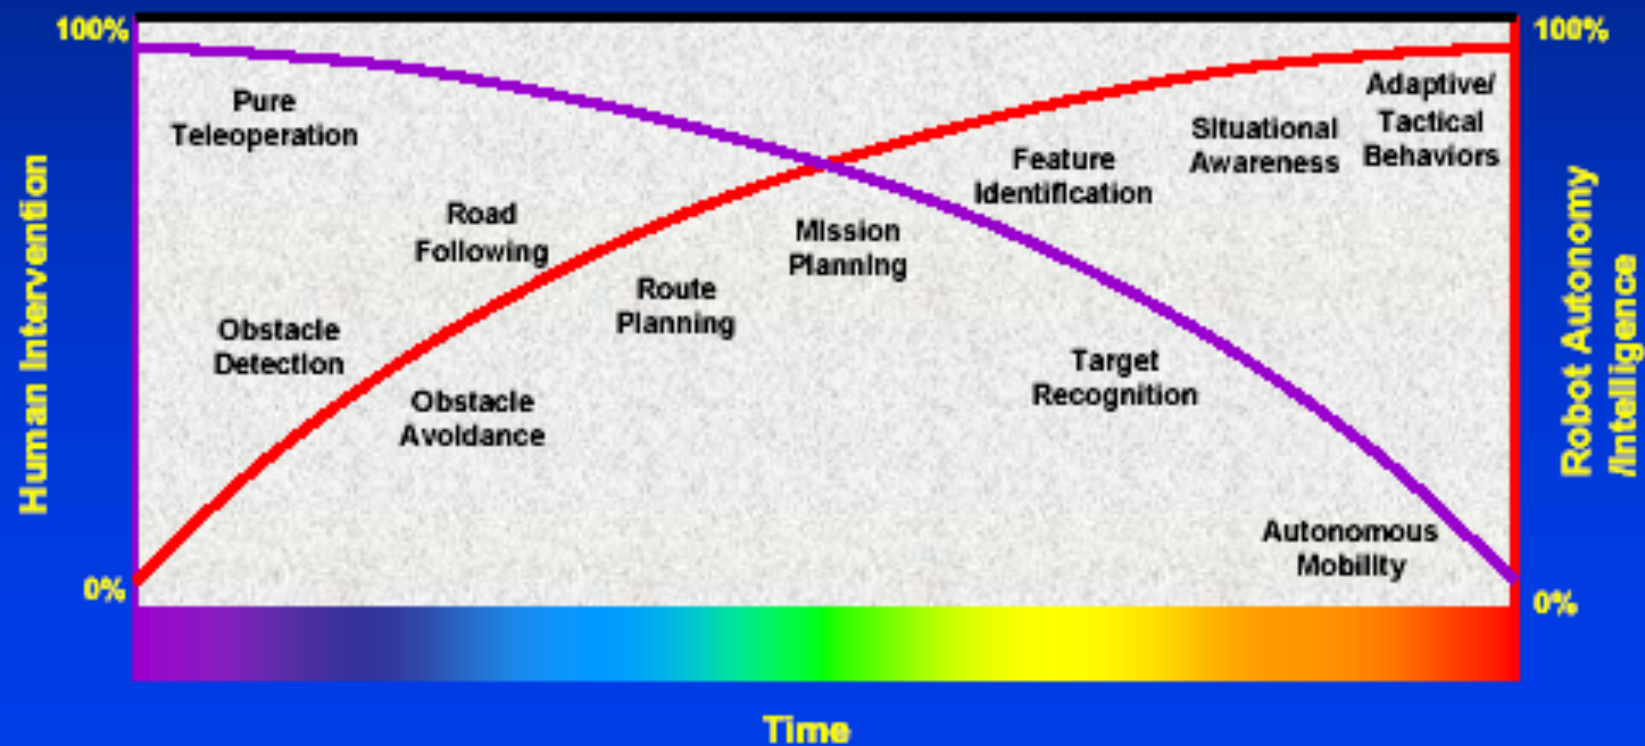 100%
100%
Human Intervention
Pure
Teleoperation
Obstacle
Detection
Road
Following
Obstacle
Avoidance
Route
Planning
Mission
Planning
Feature
Identification
Situational
Awareness
Adaptive/
Tactical
Behaviors
Target
Recognition
Autonomous
Mobility
Robot Autonomy
/Intelligence
0%
0%
Time